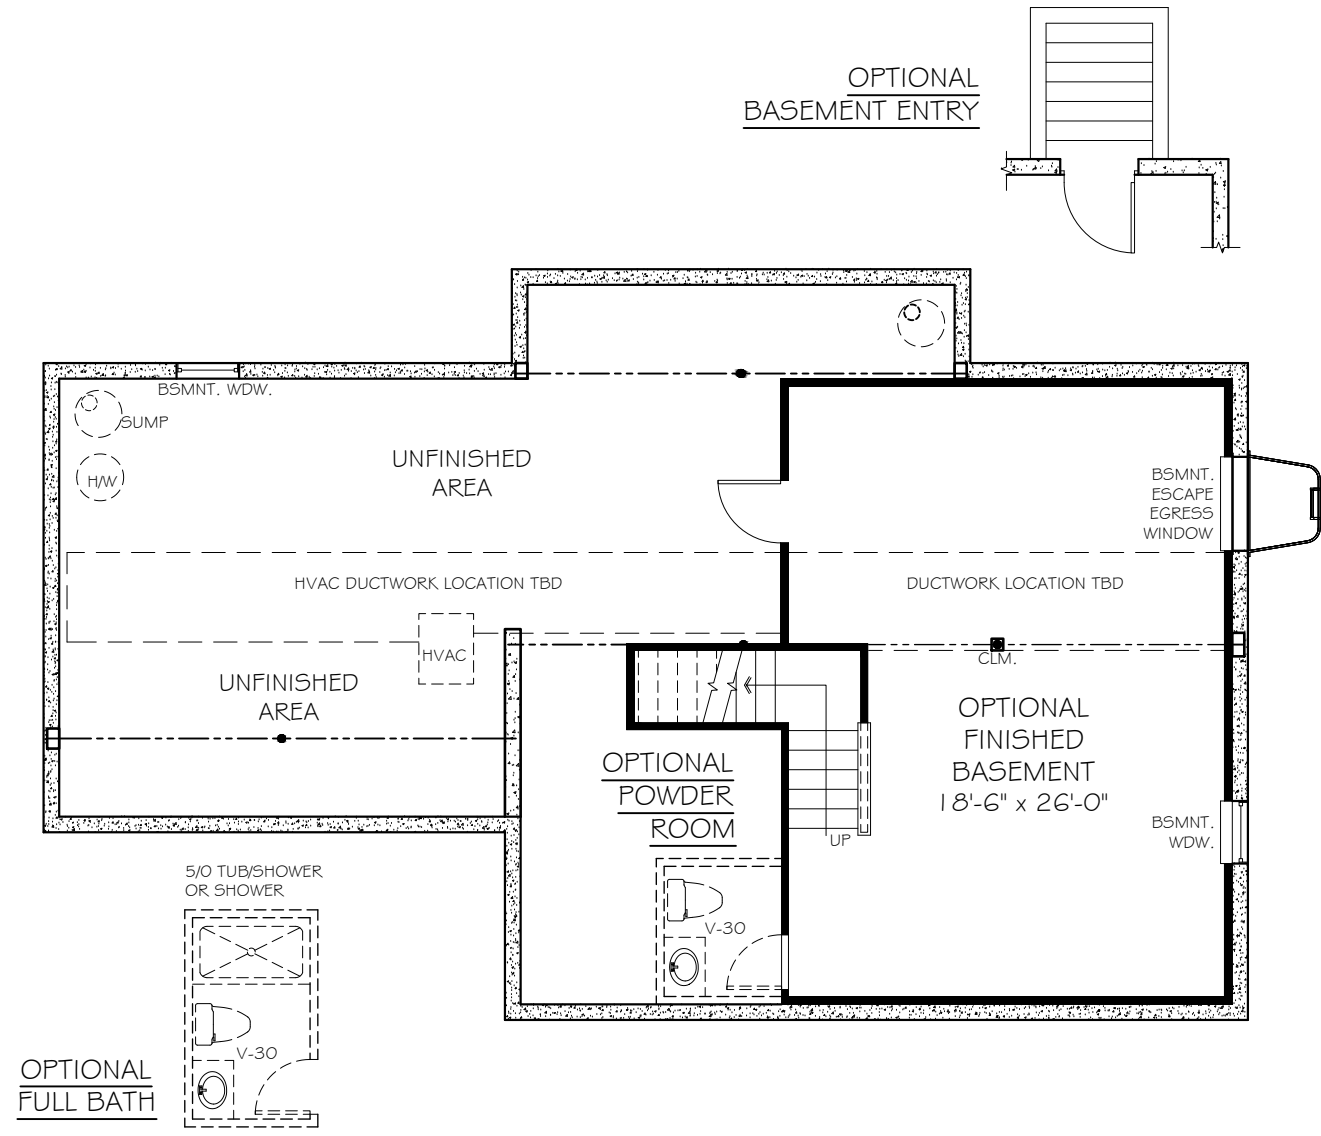 OPTIONAL
BASEMENT ENTRY
BSMNT. WDW.
SUMP
H/W
UNFINISHED
AREA
BSMNT.
ESCAPE
EGRESS
WINDOW
HVAC DUCTWORK LOCATION TBD
DUCTWORK LOCATION TBD
HVAC
CLM.
UNFINISHED
AREA
OPTIONAL
FINISHED
BASEMENT
18'-6" x 26'-0"
OPTIONAL
POWDER
ROOM
UP
BSMNT.
WDW.
V-30
5/0 TUB/SHOWER
OR SHOWER
V-30
OPTIONAL
FULL BATH